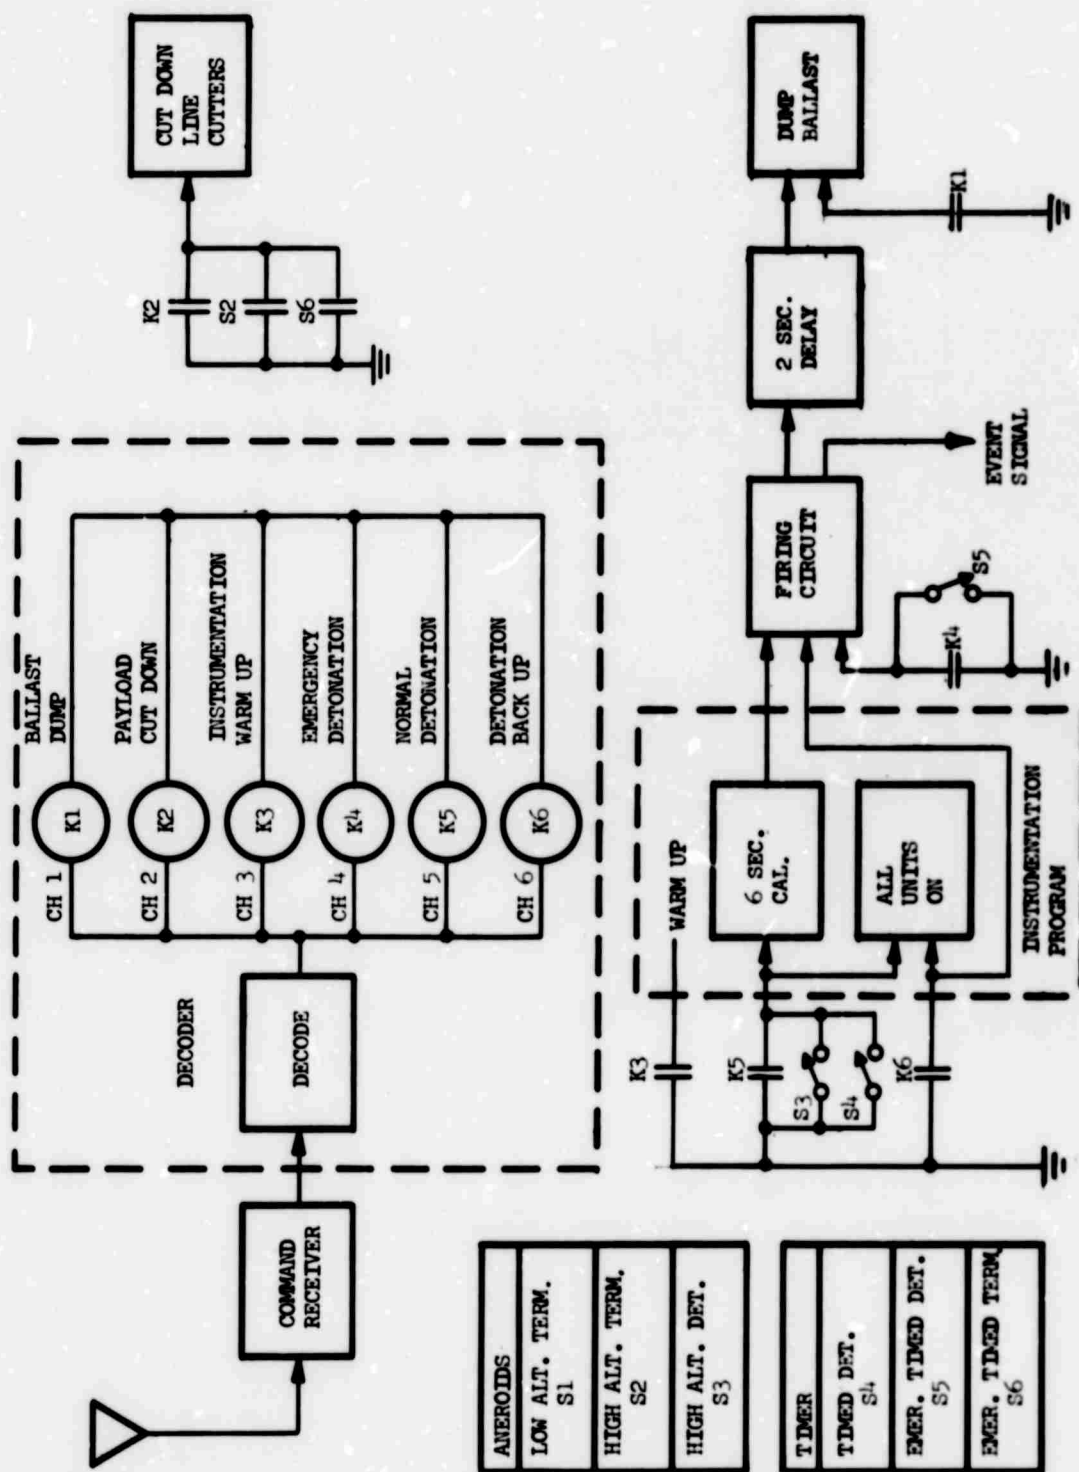 COMMAND
RECEIVER
DECODER
DECODE
CH 1
K1
BALLAST
DUMP
CH 2
K2
PAYLOAD
CUT DOWN
CH 3
K3
INSTRUMENTATION
WARM UP
CH 4
K4
EMERGENCY
DETONATION
CH 5
K5
NORMAL
DETONATION
CH 6
K6
DETONATION
BACK UP
K2
S2
S6
CUT DOWN
LINE
CUTTERS
ANEROIDS
LOW ALT. TERM.
S1
HIGH ALT. TERM.
S2
HIGH ALT. DET.
S3
TIMER
TIMED DET.
S4
EMER. TIMED DET.
S5
EMER. TIMED TERM.
S6
K3
WARM UP
K5
S3
S4
K6
6 SEC.
CAL.
ALL
UNITS
ON
INSTRUMENTATION
PROGRAM
FIRING
CIRCUIT
K4
S5
EVENT
SIGNAL
2 SEC.
DELAY
DUMP
BALLAST
K1